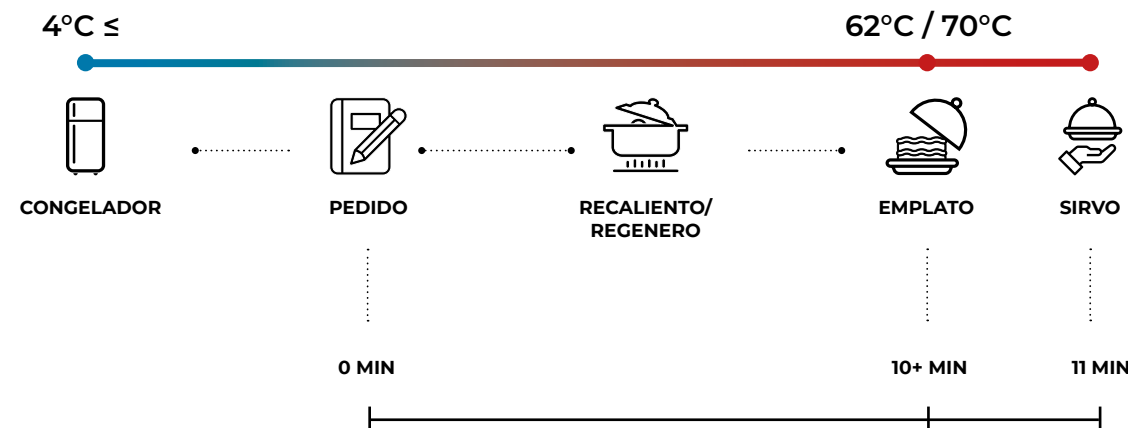 4°C ≤
62°C / 70°C
CONGELADOR
PEDIDO
RECALIENTO/
REGENERO
EMPLATO
SIRVO
0 MIN
10+ MIN
11 MIN